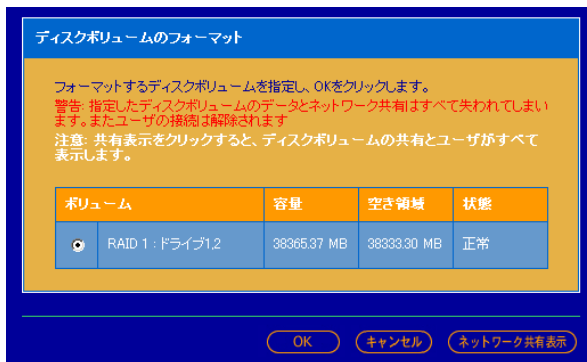 ディスクボリュームのフォーマット
フォーマットするディスクボリュームを指定し、OKをクリックします。
警告: 指定したディスクボリュームのデータとネットワーク共有はすべて失われてしまい
ます。またユーザの接続は解除されます
注意: 共有表示をクリックすると、ディスクボリュームの共有とユーザがすべて
表示します。
ボリューム 容量 空き領域 状態
RAID 1 : ドライブ1,2 38365.37 MB 38333.30 MB 正常
OK キャンセル ネットワーク共有表示